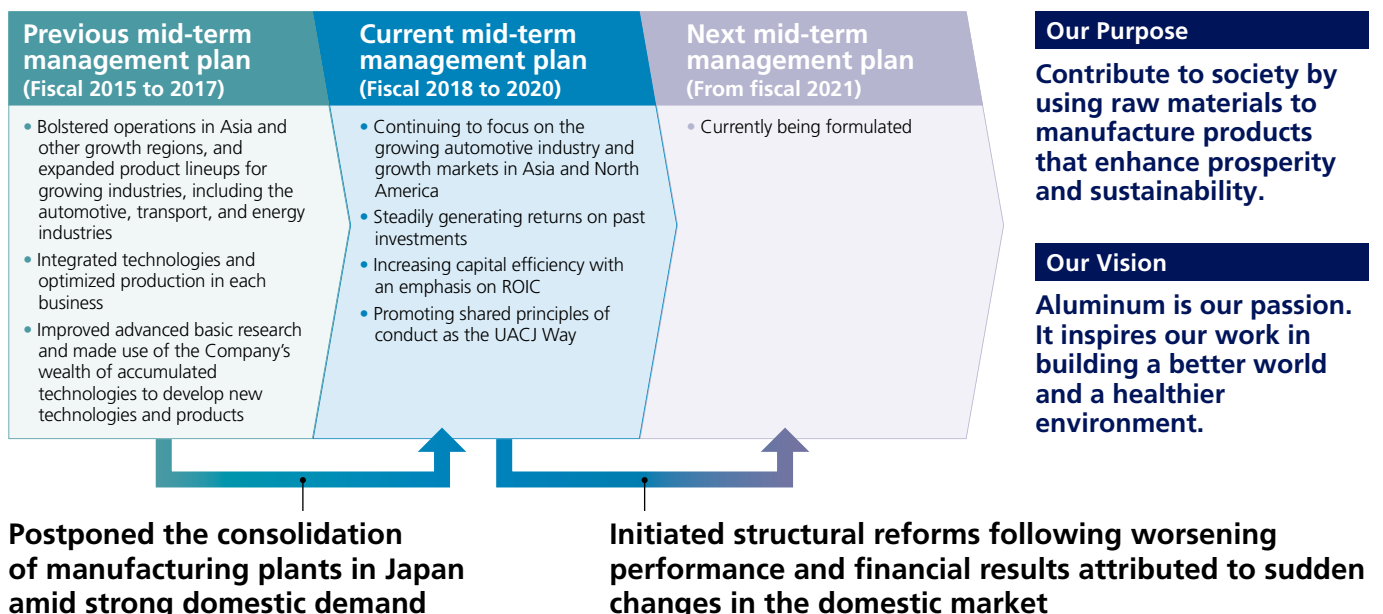 Previous mid-term
management plan
(Fiscal 2015 to 2017)
• Bolstered operations in Asia and
other growth regions, and
expanded product lineups for
growing industries, including the
automotive, transport, and energy
industries
• Integrated technologies and
optimized production in each
business
• Improved advanced basic research
and made use of the Company's
wealth of accumulated
technologies to develop new
technologies and products
Current mid-term
management plan
(Fiscal 2018 to 2020)
• Continuing to focus on the
growing automotive industry and
growth markets in Asia and North
America
• Steadily generating returns on past
investments
• Increasing capital efficiency with
an emphasis on ROIC
• Promoting shared principles of
conduct as the UACJ Way
Next mid-term
management plan
(From fiscal 2021)
• Currently being formulated
Our Purpose
Contribute to society by
using raw materials to
manufacture products
that enhance prosperity
and sustainability.
Our Vision
Aluminum is our passion.
It inspires our work in
building a better world
and a healthier
environment.
Postponed the consolidation
of manufacturing plants in Japan
amid strong domestic demand
Initiated structural reforms following worsening
performance and financial results attributed to sudden
changes in the domestic market